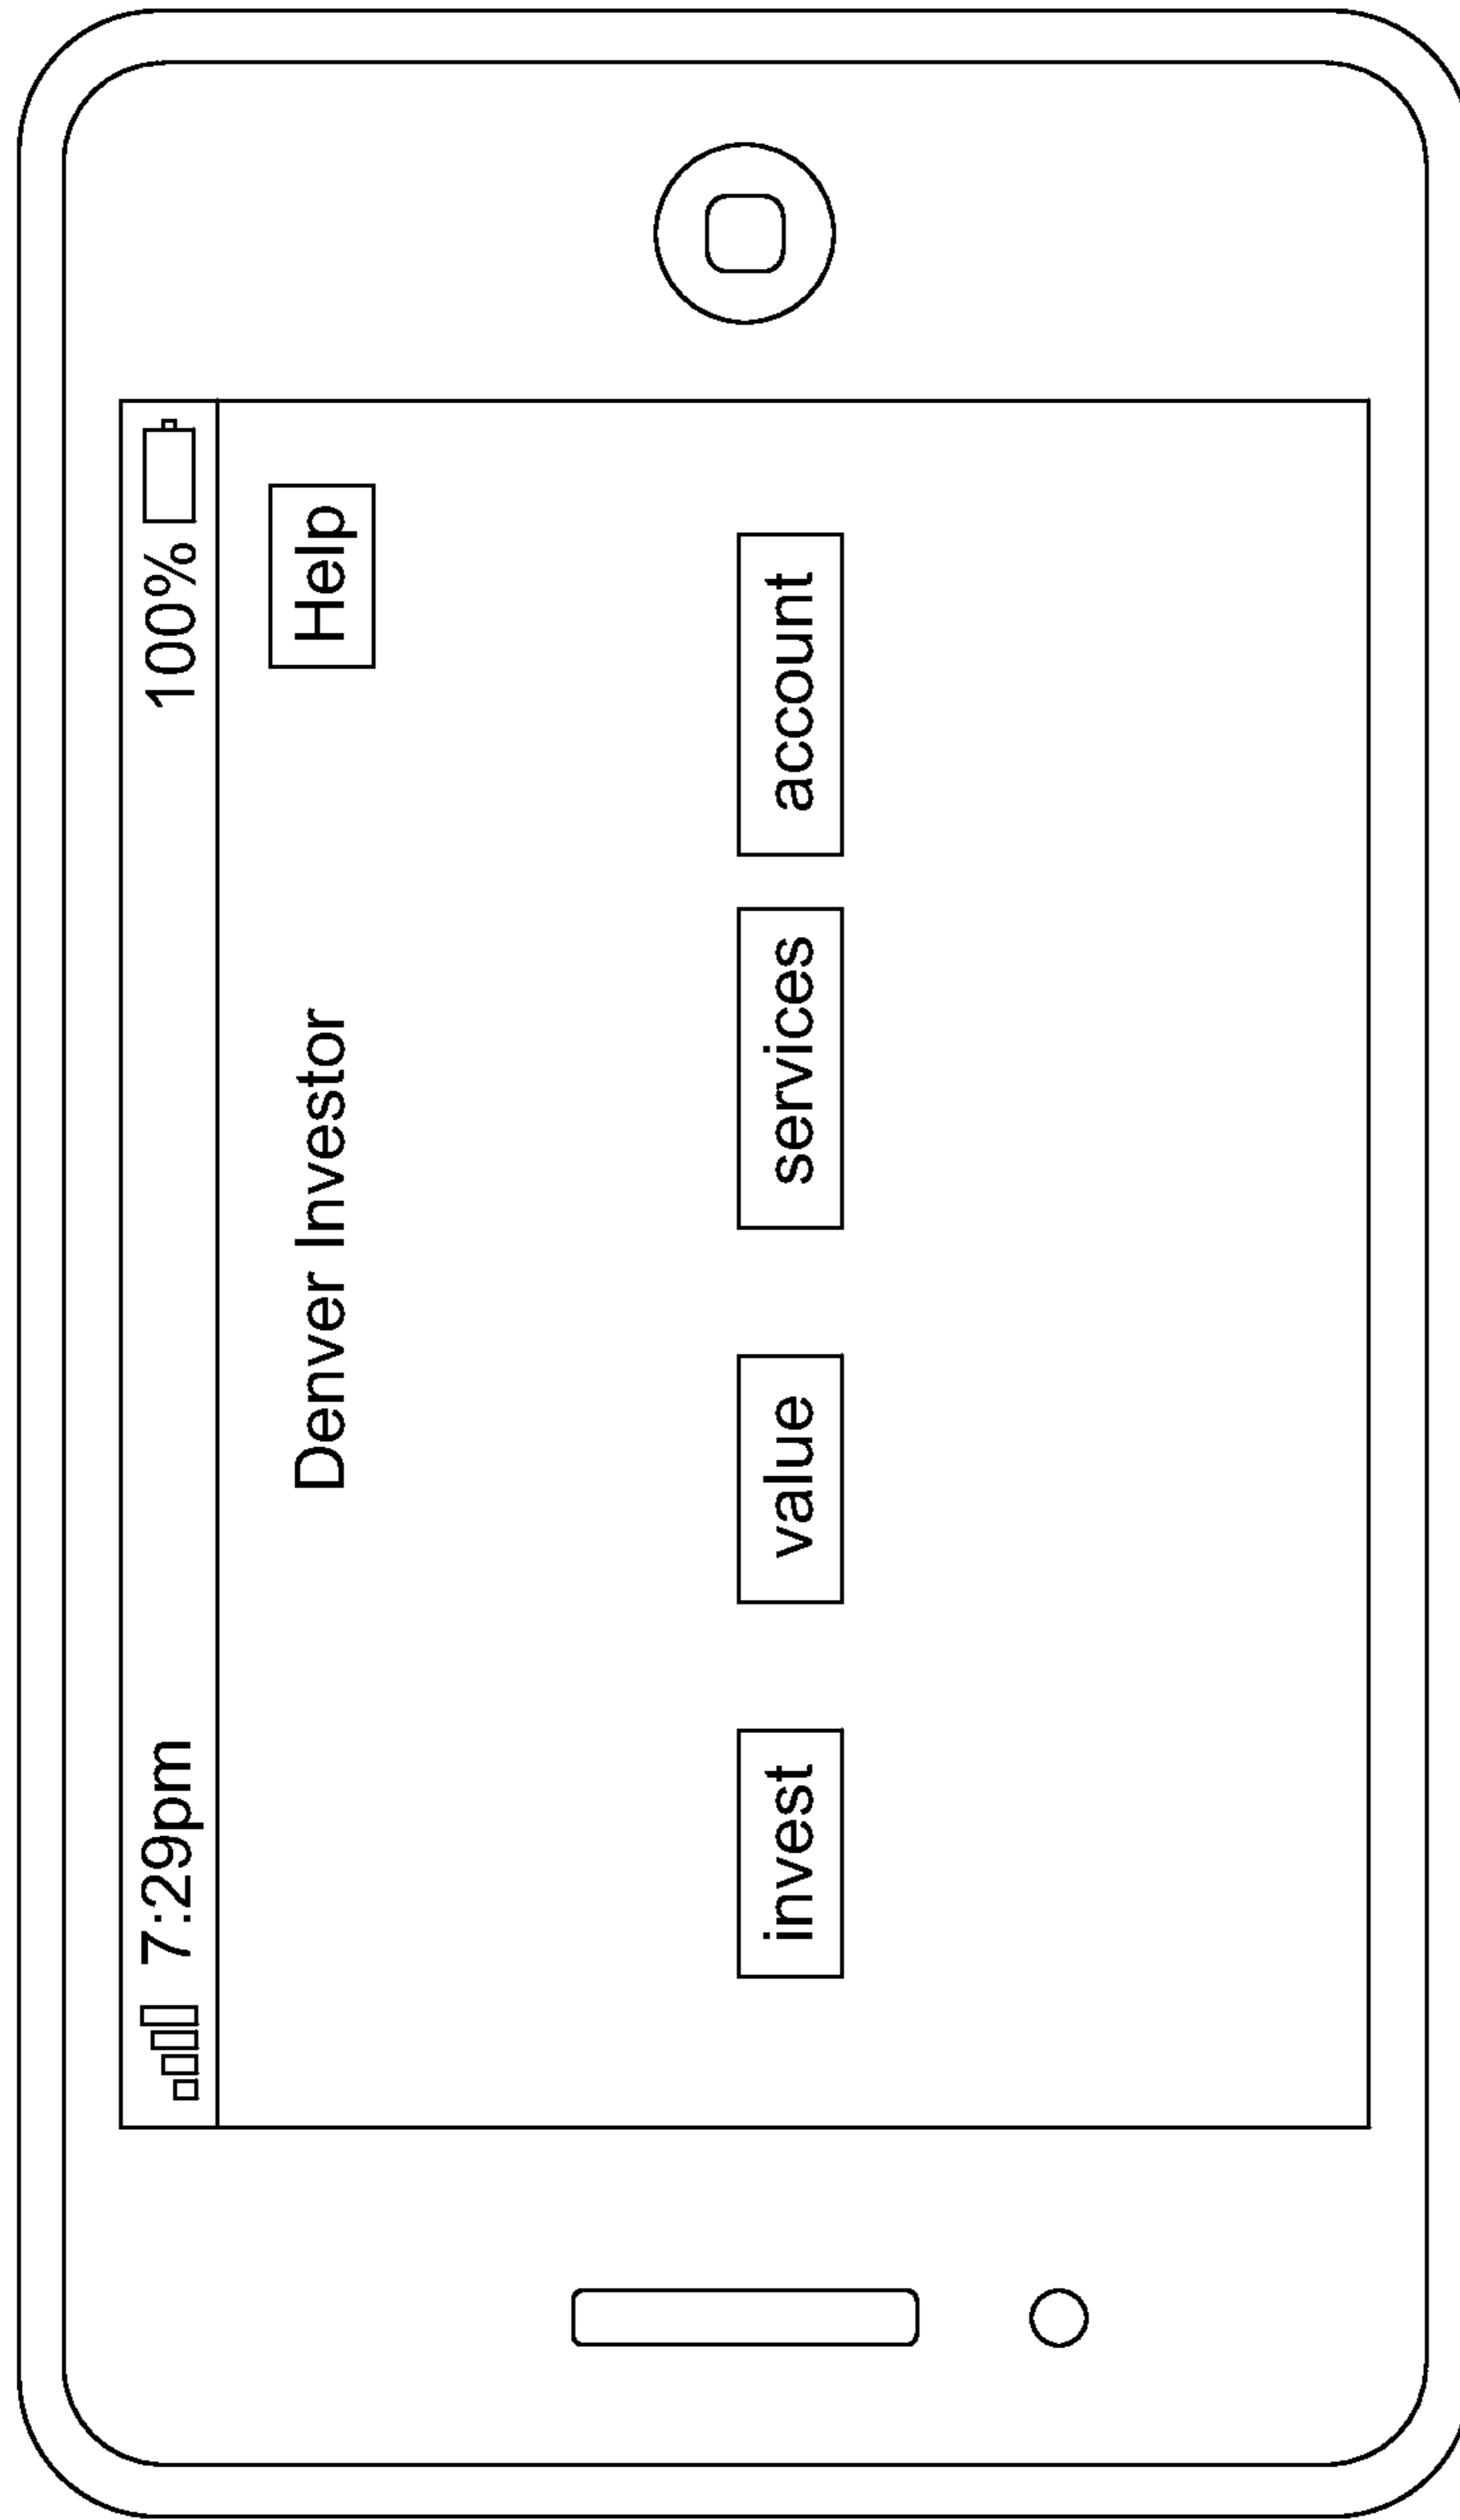 7:29pm 100%
Denver Investor Help
invest value services account